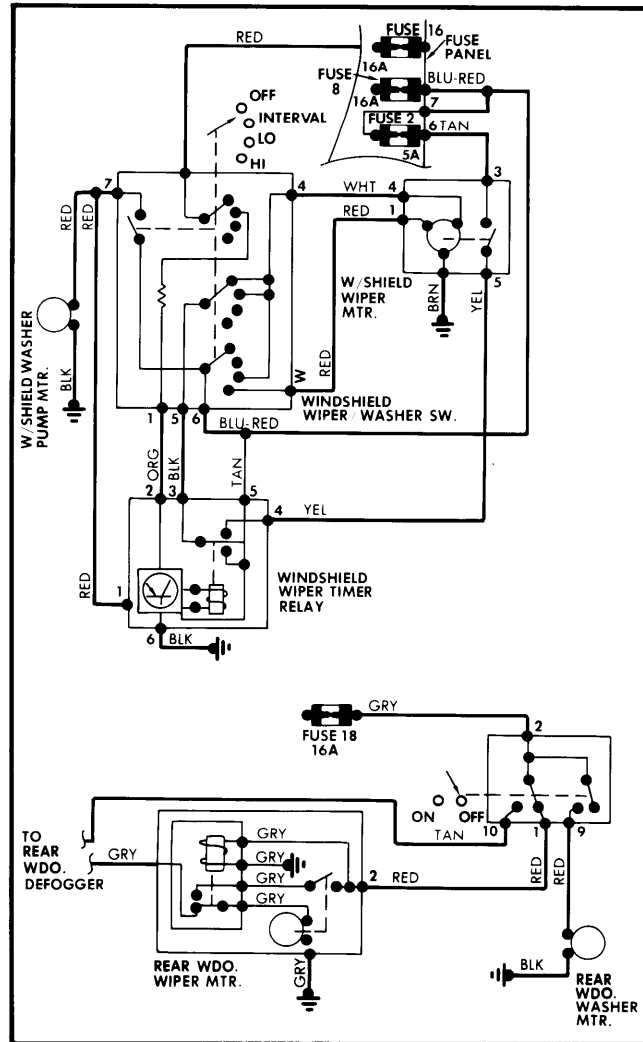 RED
FUSE 16
16A
FUSE PANEL
FUSE 8
16A
BLU-RED
7
FUSE 2
6 TAN
5A
OFF
INTERVAL
LO
HI
7
4
WHT
4
3
RED
1
RED
RED
W/SHIELD WIPER MTR.
5
BRN
YEL
W/SHIELD WASHER PUMP MTR.
BLK
RED
W
WINDSHIELD WIPER/WASHER SW.
1
5
6
BLU-RED
ORG
BLK
TAN
2
3
5
4
YEL
RED
1
WINDSHIELD WIPER TIMER RELAY
6
BLK
GRY
FUSE 18
16A
2
ON
OFF
TAN
10
1
9
TO REAR WDO. DEFOGGER
GRY
GRY
GRY
GRY
GRY
2
RED
RED
RED
REAR WDO. WIPER MTR.
GRY
BLK
REAR WDO. WASHER MTR.